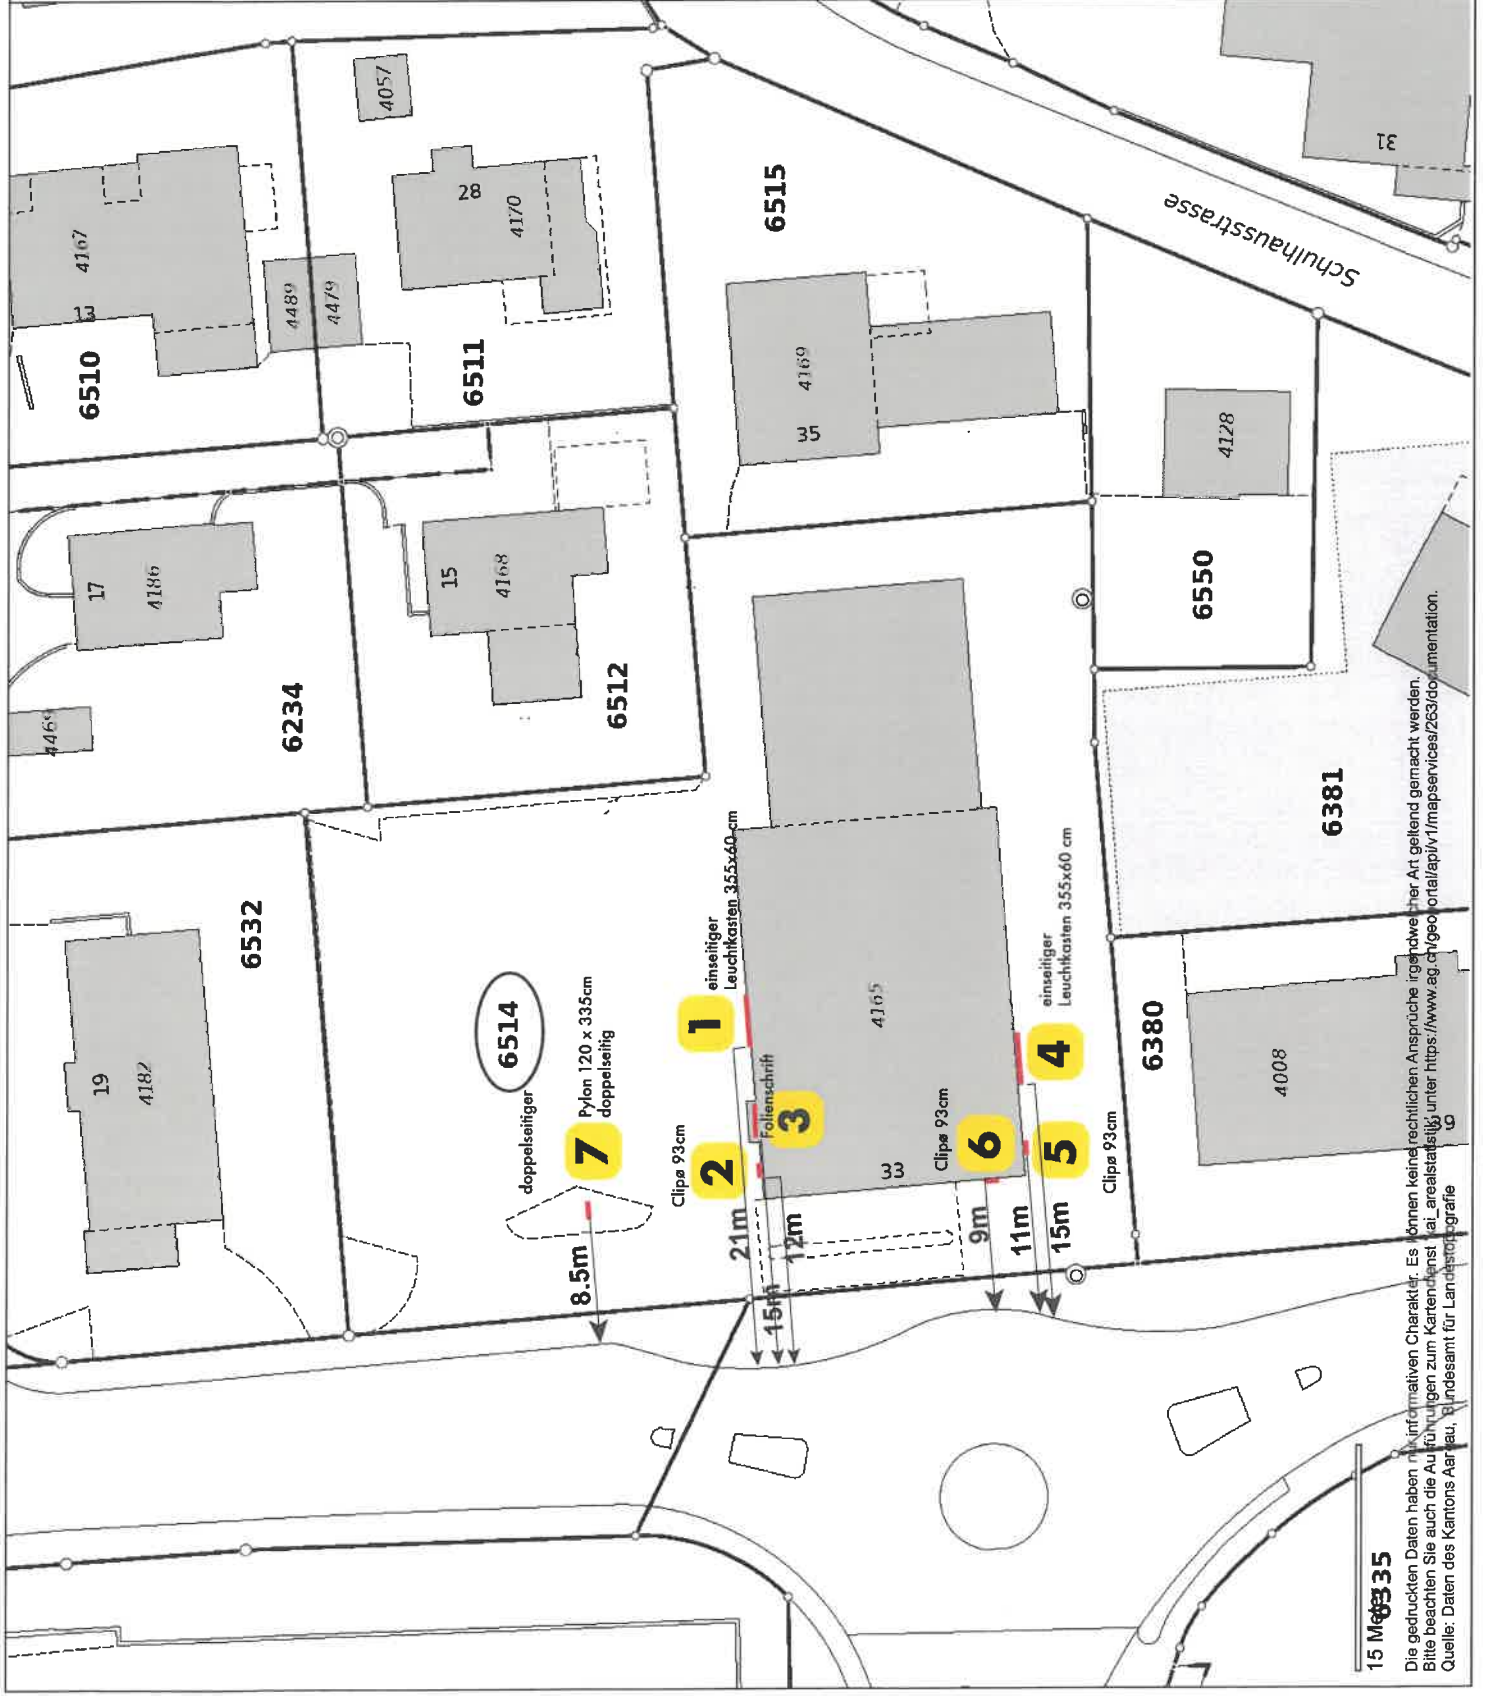 4057
4167
13
4489
4479
6510
28
4170
6511
6515
Schulhausstrasse
31
4169
35
4128
6550
17
4186
4469
6234
15
4168
6512
6532
19
4182
6514
doppelseitiger
7
Pylon 120 x 335cm
doppelseitig
8.5m
einseitiger
Leuchtkasten 355x60 cm
1
Folienschrift
3
Clipø 93cm
2
21m
15m
12m
4165
33
Clipø 93cm
6
9m
einseitiger
Leuchtkasten 355x60 cm
4
5
Clipø 93cm
11m
15m
6381
6380
4008
39
6335
15 Meter
Die gedruckten Daten haben nur informativen Charakter. Es können keine rechtlichen Ansprüche irgendwelcher Art geltend gemacht werden.
Bitte beachten Sie auch die Ausführungen zum Kartendienst 'kai_arealstatistik' unter https://www.ag.ch/geoportal/api/v1/mapservices/263/documentation.
Quelle: Daten des Kantons Aargau, Bundesamt für Landestopografie